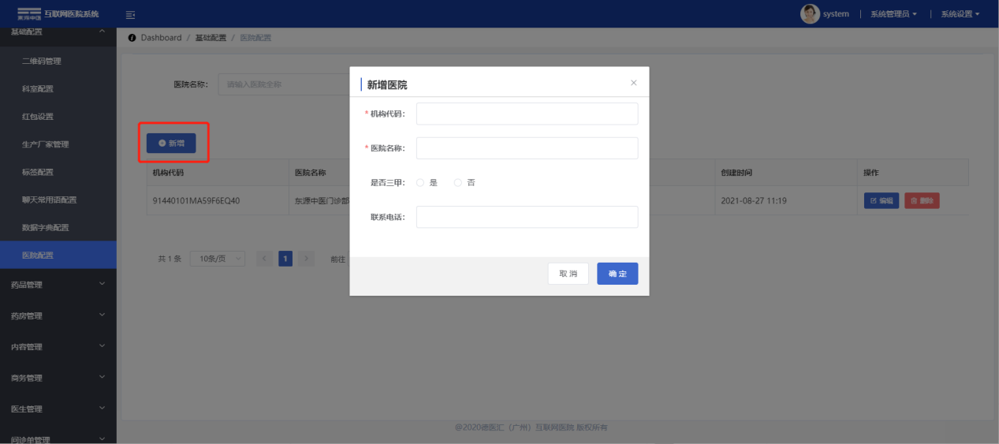 東源中医 互联网医院系统
system | 系统管理员 | 系统设置
基础配置
Dashboard / 基础配置 / 医院配置
二维码管理
科室配置
红包设置
生产厂家管理
标签配置
聊天常用语配置
数据字典配置
医院配置
药品管理
药房管理
内容管理
商务管理
医生管理
问诊单管理
医院名称: 请输入医院全称
新增
机构代码 医院名称 创建时间 操作
91440101MA59F6EQ40 东源中医门诊部 2021-08-27 11:19 编辑 删除
共 1 条 10条/页 < 1 > 前往
新增医院 ×
* 机构代码:
* 医院名称:
是否三甲: 是 否
联系电话:
取 消 确 定
@2020德医汇（广州）互联网医院 版权所有